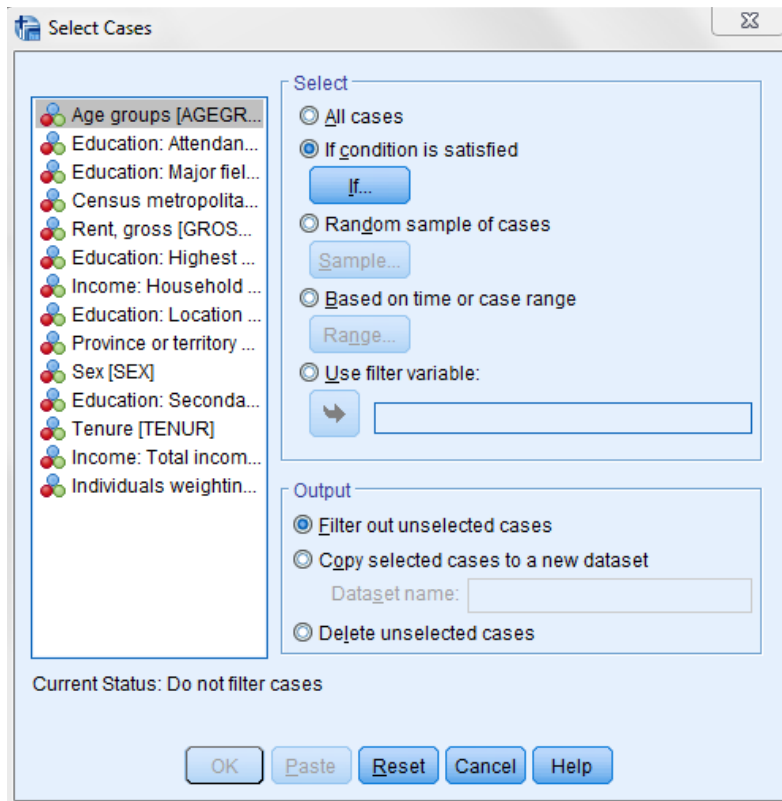 Select Cases
Age groups [AGEGR...
Education: Attendan...
Education: Major fiel...
Census metropolita...
Rent, gross [GROS...
Education: Highest ...
Income: Household ...
Education: Location ...
Province or territory ...
Sex [SEX]
Education: Seconda...
Tenure [TENUR]
Income: Total incom...
Individuals weightin...
Select
All cases
If condition is satisfied
If...
Random sample of cases
Sample...
Based on time or case range
Range...
Use filter variable:
Output
Filter out unselected cases
Copy selected cases to a new dataset
Dataset name:
Delete unselected cases
Current Status: Do not filter cases
OK Paste Reset Cancel Help